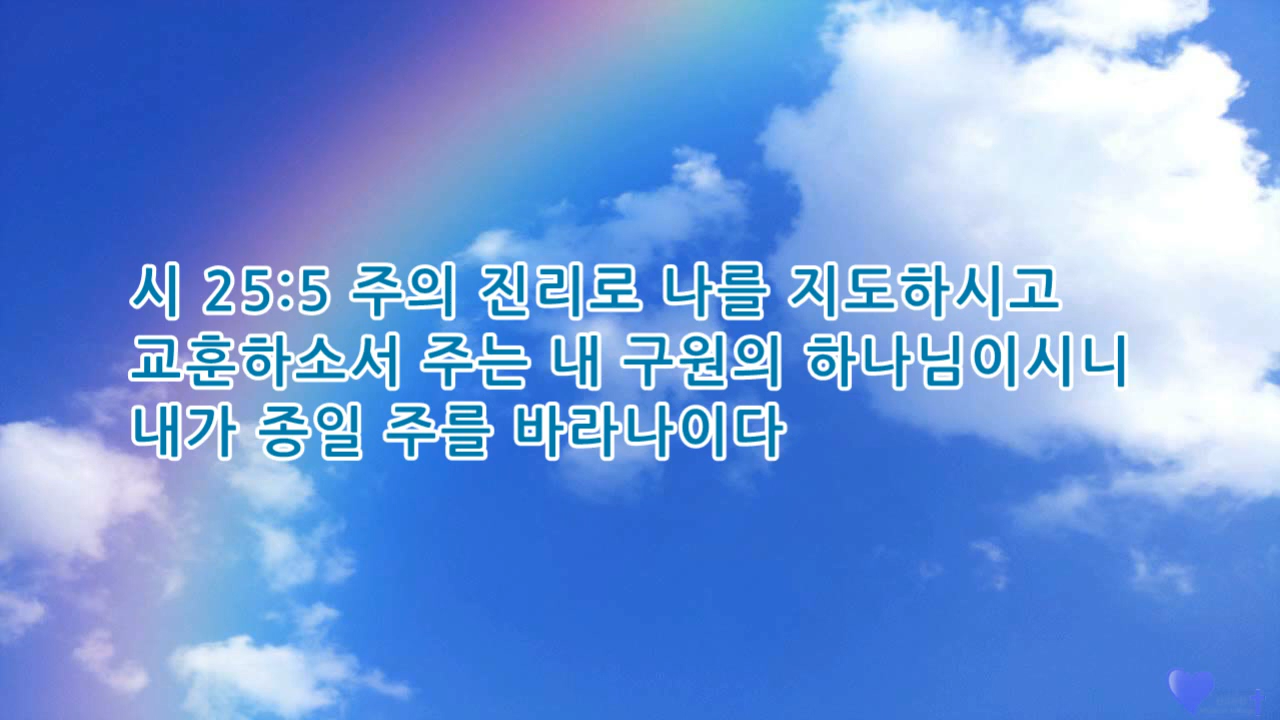 시 25:5 주의 진리로 나를 지도하시고
교훈하소서 주는 내 구원의 하나님이시니
내가 종일 주를 바라나이다